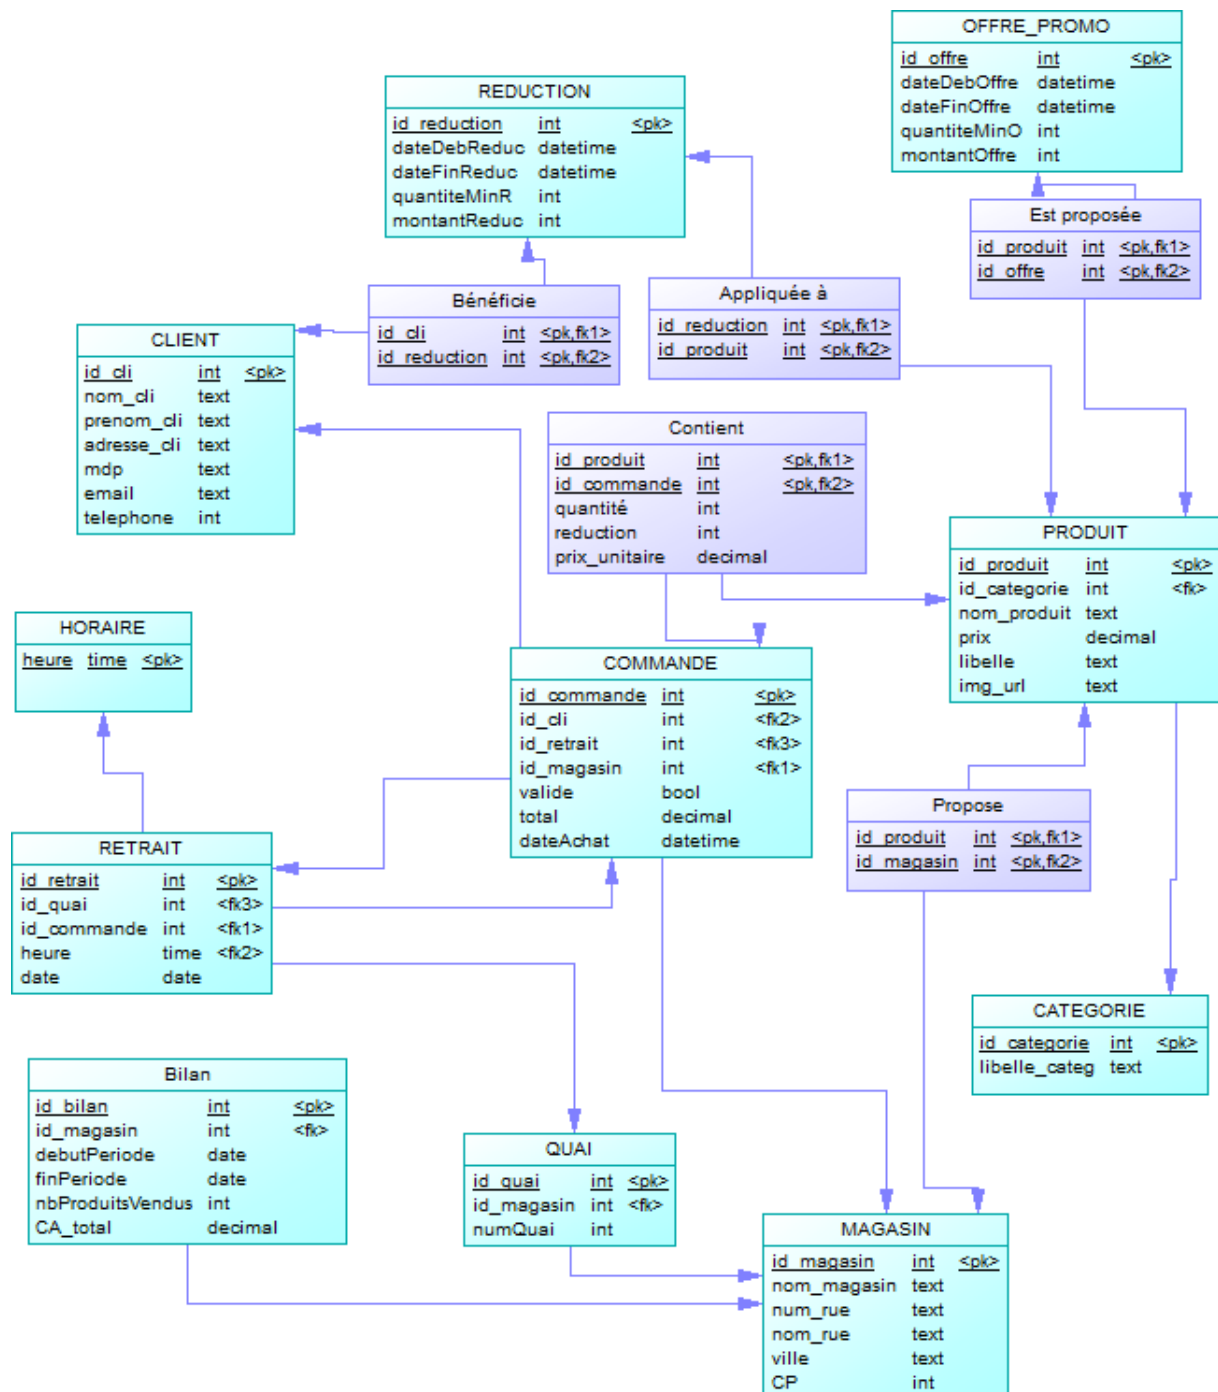 OFFRE_PROMO
id_offre int <pk>
dateDebOffre datetime
dateFinOffre datetime
quantiteMinO int
montantOffre int
REDUCTION
id_reduction int <pk>
dateDebReduc datetime
dateFinReduc datetime
quantiteMinR int
montantReduc int
Est proposée
id_produit int <pk,fk1>
id_offre int <pk,fk2>
Bénéficie
id_cli int <pk,fk1>
id_reduction int <pk,fk2>
Appliquée à
id_reduction int <pk,fk1>
id_produit int <pk,fk2>
CLIENT
id_cli int <pk>
nom_cli text
prenom_cli text
adresse_cli text
mdp text
email text
telephone int
Contient
id_produit int <pk,fk1>
id_commande int <pk,fk2>
quantité int
reduction int
prix_unitaire decimal
PRODUIT
id_produit int <pk>
id_categorie int <fk>
nom_produit text
prix decimal
libelle text
img_url text
HORAIRE
heure time <pk>
COMMANDE
id_commande int <pk>
id_cli int <fk2>
id_retrait int <fk3>
id_magasin int <fk1>
valide bool
total decimal
dateAchat datetime
Propose
id_produit int <pk,fk1>
id_magasin int <pk,fk2>
RETRAIT
id_retrait int <pk>
id_quai int <fk3>
id_commande int <fk1>
heure time <fk2>
date date
CATEGORIE
id_categorie int <pk>
libelle_categ text
Bilan
id_bilan int <pk>
id_magasin int <fk>
debutPeriode date
finPeriode date
nbProduitsVendus int
CA_total decimal
QUAI
id_quai int <pk>
id_magasin int <fk>
numQuai int
MAGASIN
id_magasin int <pk>
nom_magasin text
num_rue text
nom_rue text
ville text
CP int